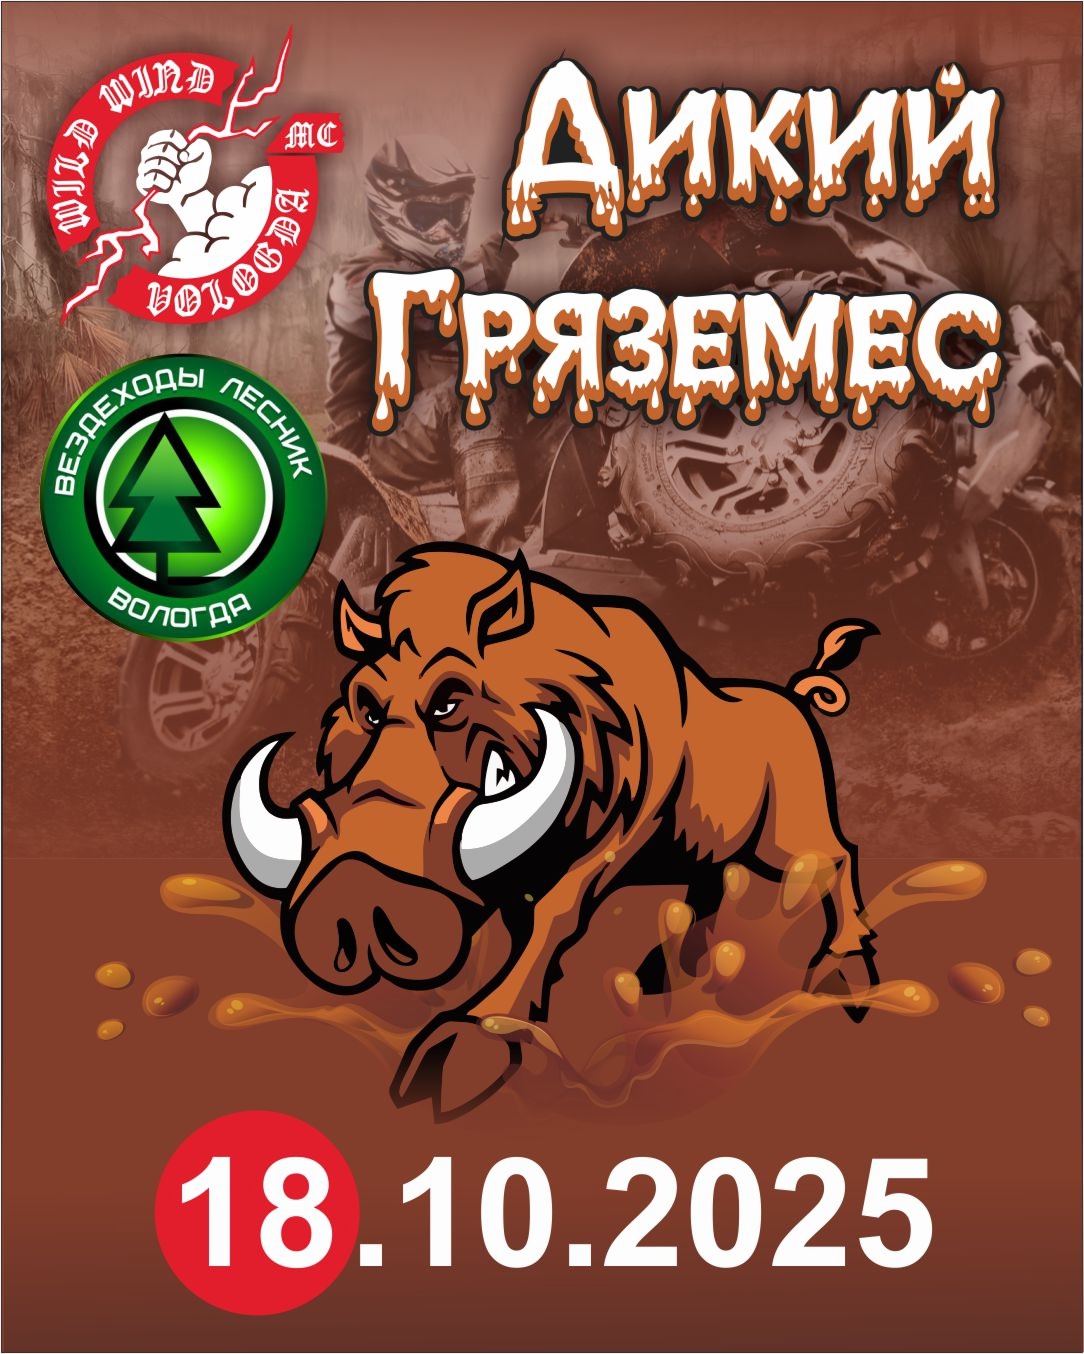 WILD WIND
MC
VOLOGDA
Дикий
Гряземес
ВЕЗДЕХОДЫ ЛЕСНИК
ВОЛОГДА
18.10.2025